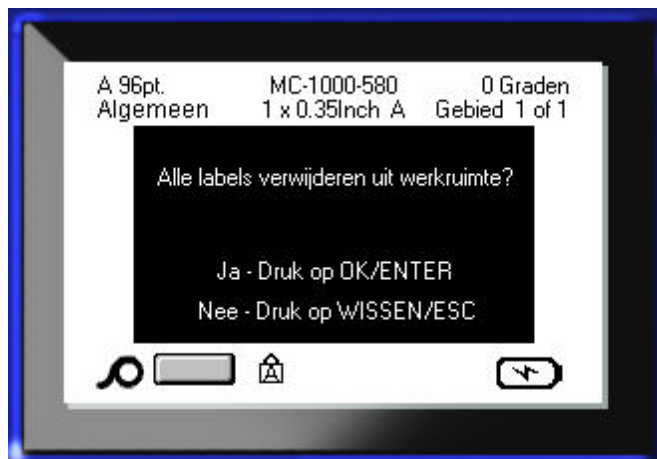 A 96pt. MC-1000-580 0 Graden
Algemeen 1 x 0.35Inch A Gebied 1 of 1
Alle labels verwijderen uit werkruimte?
Ja - Druk op OK/ENTER
Nee - Druk op WISSEN/ESC
A